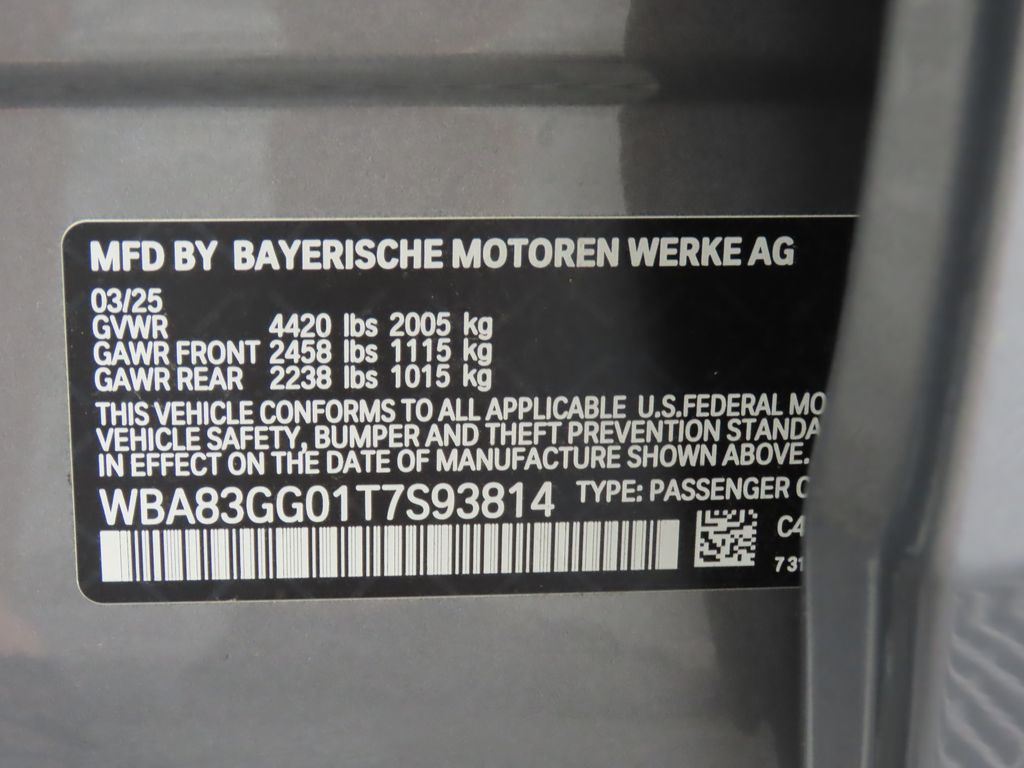 MFD BY BAYERISCHE MOTOREN WERKE AG
03/25
GVWR 4420 lbs 2005 kg
GAWR FRONT 2458 lbs 1115 kg
GAWR REAR 2238 lbs 1015 kg
THIS VEHICLE CONFORMS TO ALL APPLICABLE U.S.FEDERAL MO
VEHICLE SAFETY, BUMPER AND THEFT PREVENTION STANDA
IN EFFECT ON THE DATE OF MANUFACTURE SHOWN ABOVE.
WBA83GG01T7S93814 TYPE: PASSENGER C
C4
731